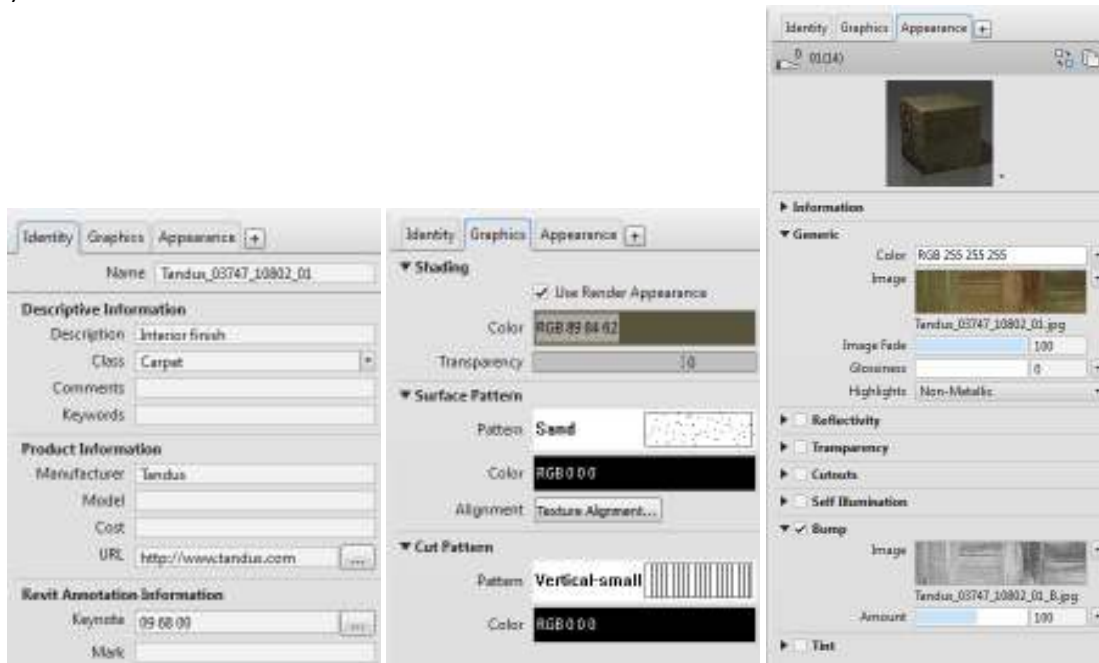 Identity Graphics Appearance +
Name Tandus_03747_10802_01
Descriptive Information
Description Interior finish
Class Carpet
Comments
Keywords
Product Information
Manufacturer Tandus
Model
Cost
URL http://www.tandus.com ...
Revit Annotation Information
Keynote 09 68 00 ...
Mark
Identity Graphics Appearance +
Shading
Use Render Appearance
Color RGB 89 84 62
Transparency 0
Surface Pattern
Pattern Sand
Color RGB 0 0 0
Alignment Texture Alignment...
Cut Pattern
Pattern Vertical-small
Color RGB 0 0 0
Identity Graphics Appearance +
0 01(14)
Information
Generic
Color RGB 255 255 255
Image
Tandus_03747_10802_01.jpg
Image Fade 100
Glossiness 0
Highlights Non-Metallic
Reflectivity
Transparency
Cutouts
Self Illumination
Bump
Image
Tandus_03747_10802_01_B.jpg
Amount 100
Tint